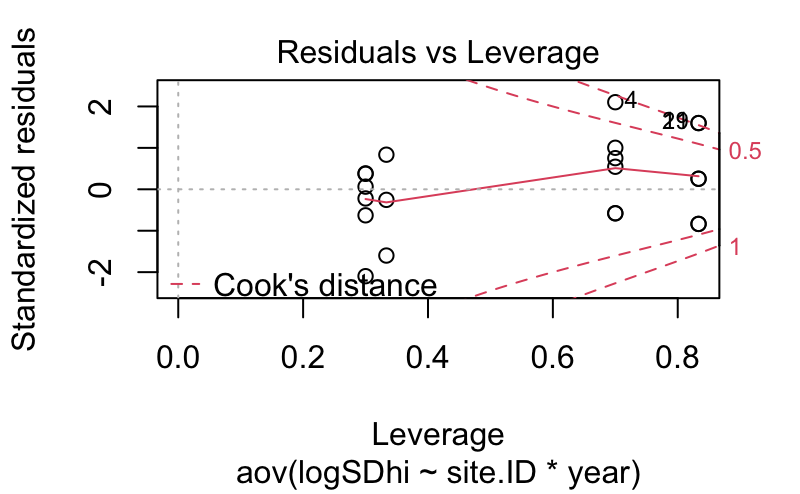 Residuals vs Leverage
Standardized residuals
2
0
-2
4
0.5
1
Cook's distance
0.0 0.2 0.4 0.6 0.8
Leverage
aov(logSDhi ~ site.ID * year)